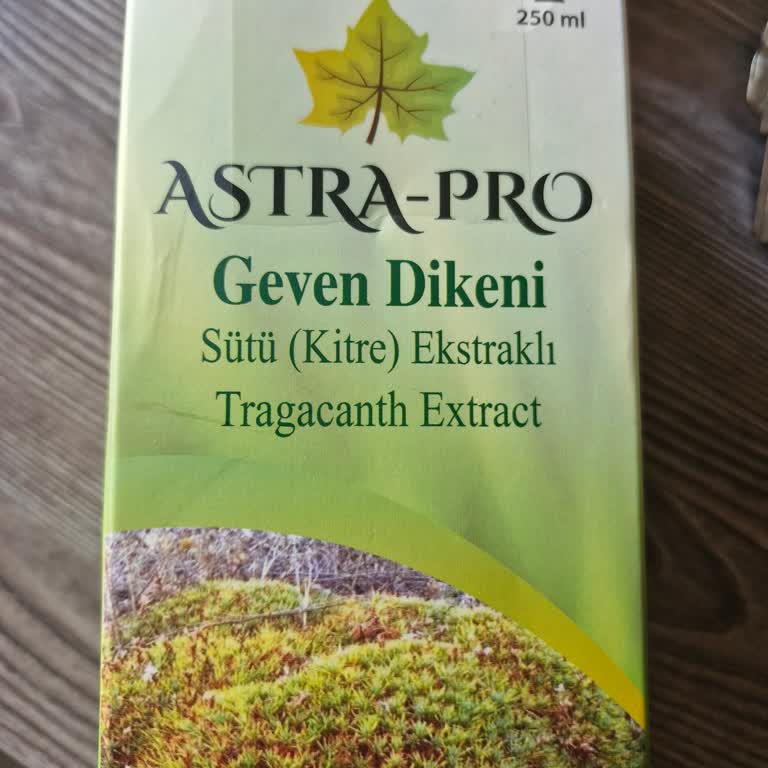 250 ml
ASTRA-PRO
Geven Dikeni
Sütü (Kitre) Ekstraklı
Tragacanth Extract